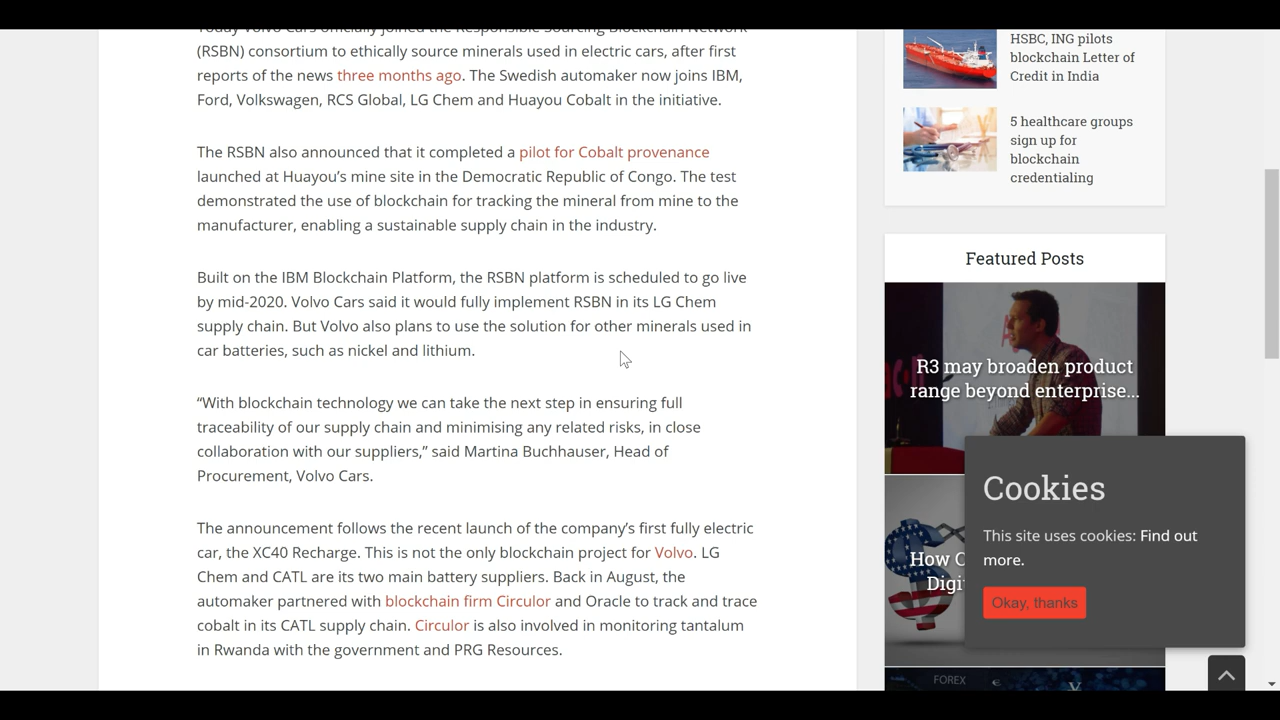 Today Volvo Cars officially joined the Responsible Sourcing Blockchain Network
(RSBN) consortium to ethically source minerals used in electric cars, after first
reports of the news three months ago. The Swedish automaker now joins IBM,
Ford, Volkswagen, RCS Global, LG Chem and Huayou Cobalt in the initiative.
The RSBN also announced that it completed a pilot for Cobalt provenance
launched at Huayou’s mine site in the Democratic Republic of Congo. The test
demonstrated the use of blockchain for tracking the mineral from mine to the
manufacturer, enabling a sustainable supply chain in the industry.
Built on the IBM Blockchain Platform, the RSBN platform is scheduled to go live
by mid-2020. Volvo Cars said it would fully implement RSBN in its LG Chem
supply chain. But Volvo also plans to use the solution for other minerals used in
car batteries, such as nickel and lithium.
“With blockchain technology we can take the next step in ensuring full
traceability of our supply chain and minimising any related risks, in close
collaboration with our suppliers,” said Martina Buchhauser, Head of
Procurement, Volvo Cars.
The announcement follows the recent launch of the company’s first fully electric
car, the XC40 Recharge. This is not the only blockchain project for Volvo. LG
Chem and CATL are its two main battery suppliers. Back in August, the
automaker partnered with blockchain firm Circulor and Oracle to track and trace
cobalt in its CATL supply chain. Circulor is also involved in monitoring tantalum
in Rwanda with the government and PRG Resources.
HSBC, ING pilots
blockchain Letter of
Credit in India
5 healthcare groups
sign up for
blockchain
credentialing
Featured Posts
R3 may broaden product
range beyond enterprise...
How
Digi
FOREX
Cookies
This site uses cookies: Find out
more.
Okay, thanks